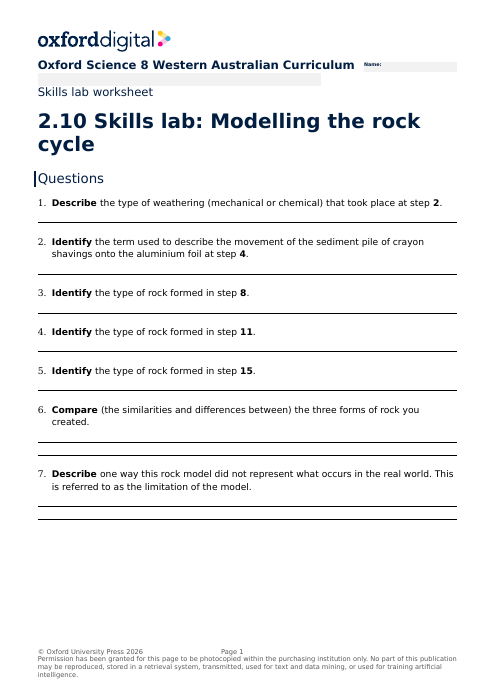 oxforddigital
Oxford Science 8 Western Australian Curriculum Name:
Skills lab worksheet
2.10 Skills lab: Modelling the rock
cycle
Questions
1. Describe the type of weathering (mechanical or chemical) that took place at step 2.
2. Identify the term used to describe the movement of the sediment pile of crayon
shavings onto the aluminium foil at step 4.
3. Identify the type of rock formed in step 8.
4. Identify the type of rock formed in step 11.
5. Identify the type of rock formed in step 15.
6. Compare (the similarities and differences between) the three forms of rock you
created.
7. Describe one way this rock model did not represent what occurs in the real world. This
is referred to as the limitation of the model.
© Oxford University Press 2026 Page 1
Permission has been granted for this page to be photocopied within the purchasing institution only. No part of this publication
may be reproduced, stored in a retrieval system, transmitted, used for text and data mining, or used for training artificial
intelligence.